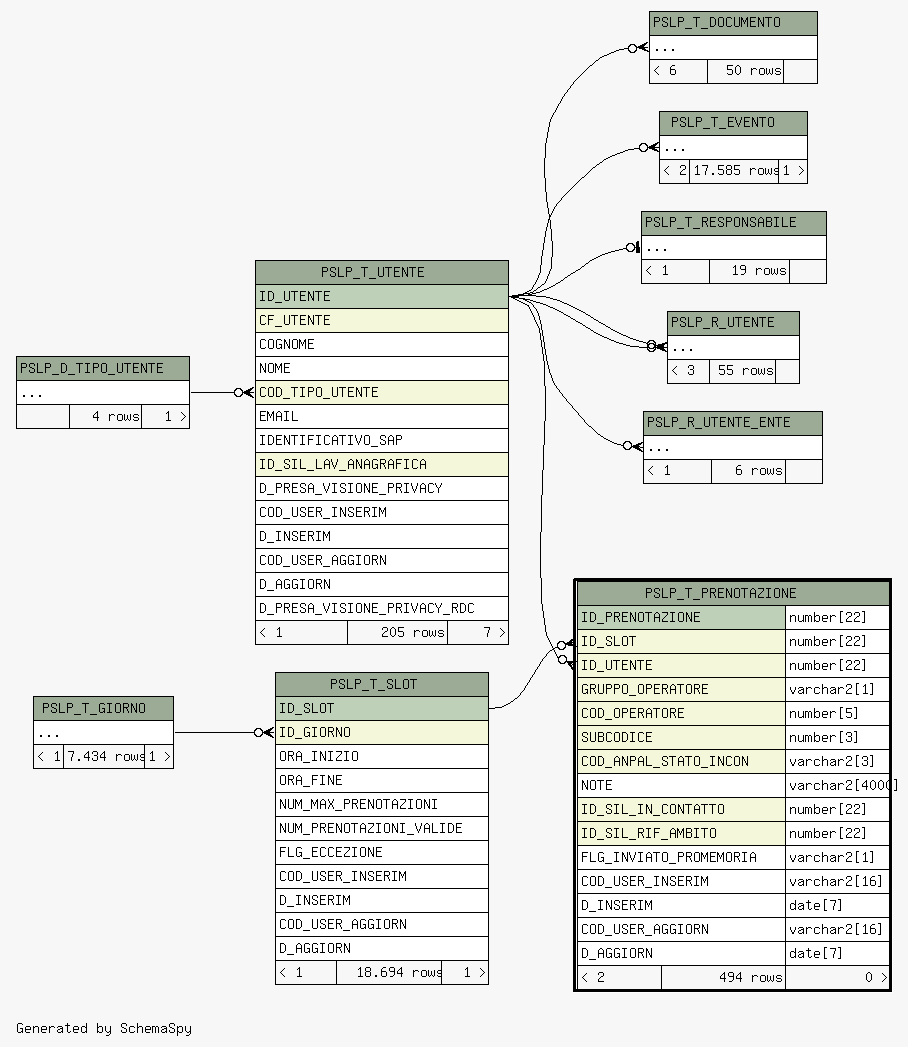 PSLP_T_DOCUMENTO
...
< 6 50 rows
PSLP_T_EVENTO
...
< 2 17.585 rows 1 >
PSLP_T_RESPONSABILE
...
< 1 19 rows
PSLP_R_UTENTE
...
< 3 55 rows
PSLP_R_UTENTE_ENTE
...
< 1 6 rows
PSLP_T_UTENTE
ID_UTENTE
CF_UTENTE
COGNOME
NOME
COD_TIPO_UTENTE
EMAIL
IDENTIFICATIVO_SAP
ID_SIL_LAV_ANAGRAFICA
D_PRESA_VISIONE_PRIVACY
COD_USER_INSERIM
D_INSERIM
COD_USER_AGGIORN
D_AGGIORN
D_PRESA_VISIONE_PRIVACY_RDC
< 1 205 rows 7 >
PSLP_D_TIPO_UTENTE
...
4 rows 1 >
PSLP_T_PRENOTAZIONE
ID_PRENOTAZIONE number[22]
ID_SLOT number[22]
ID_UTENTE number[22]
GRUPPO_OPERATORE varchar2[1]
COD_OPERATORE number[5]
SUBCODICE number[3]
COD_ANPAL_STATO_INCON varchar2[3]
NOTE varchar2[4000]
ID_SIL_IN_CONTATTO number[22]
ID_SIL_RIF_AMBITO number[22]
FLG_INVIATO_PROMEMORIA varchar2[1]
COD_USER_INSERIM varchar2[16]
D_INSERIM date[7]
COD_USER_AGGIORN varchar2[16]
D_AGGIORN date[7]
< 2 494 rows 0 >
PSLP_T_SLOT
ID_SLOT
ID_GIORNO
ORA_INIZIO
ORA_FINE
NUM_MAX_PRENOTAZIONI
NUM_PRENOTAZIONI_VALIDE
FLG_ECCEZIONE
COD_USER_INSERIM
D_INSERIM
COD_USER_AGGIORN
D_AGGIORN
< 1 18.694 rows 1 >
PSLP_T_GIORNO
...
< 1 7.434 rows 1 >
Generated by SchemaSpy